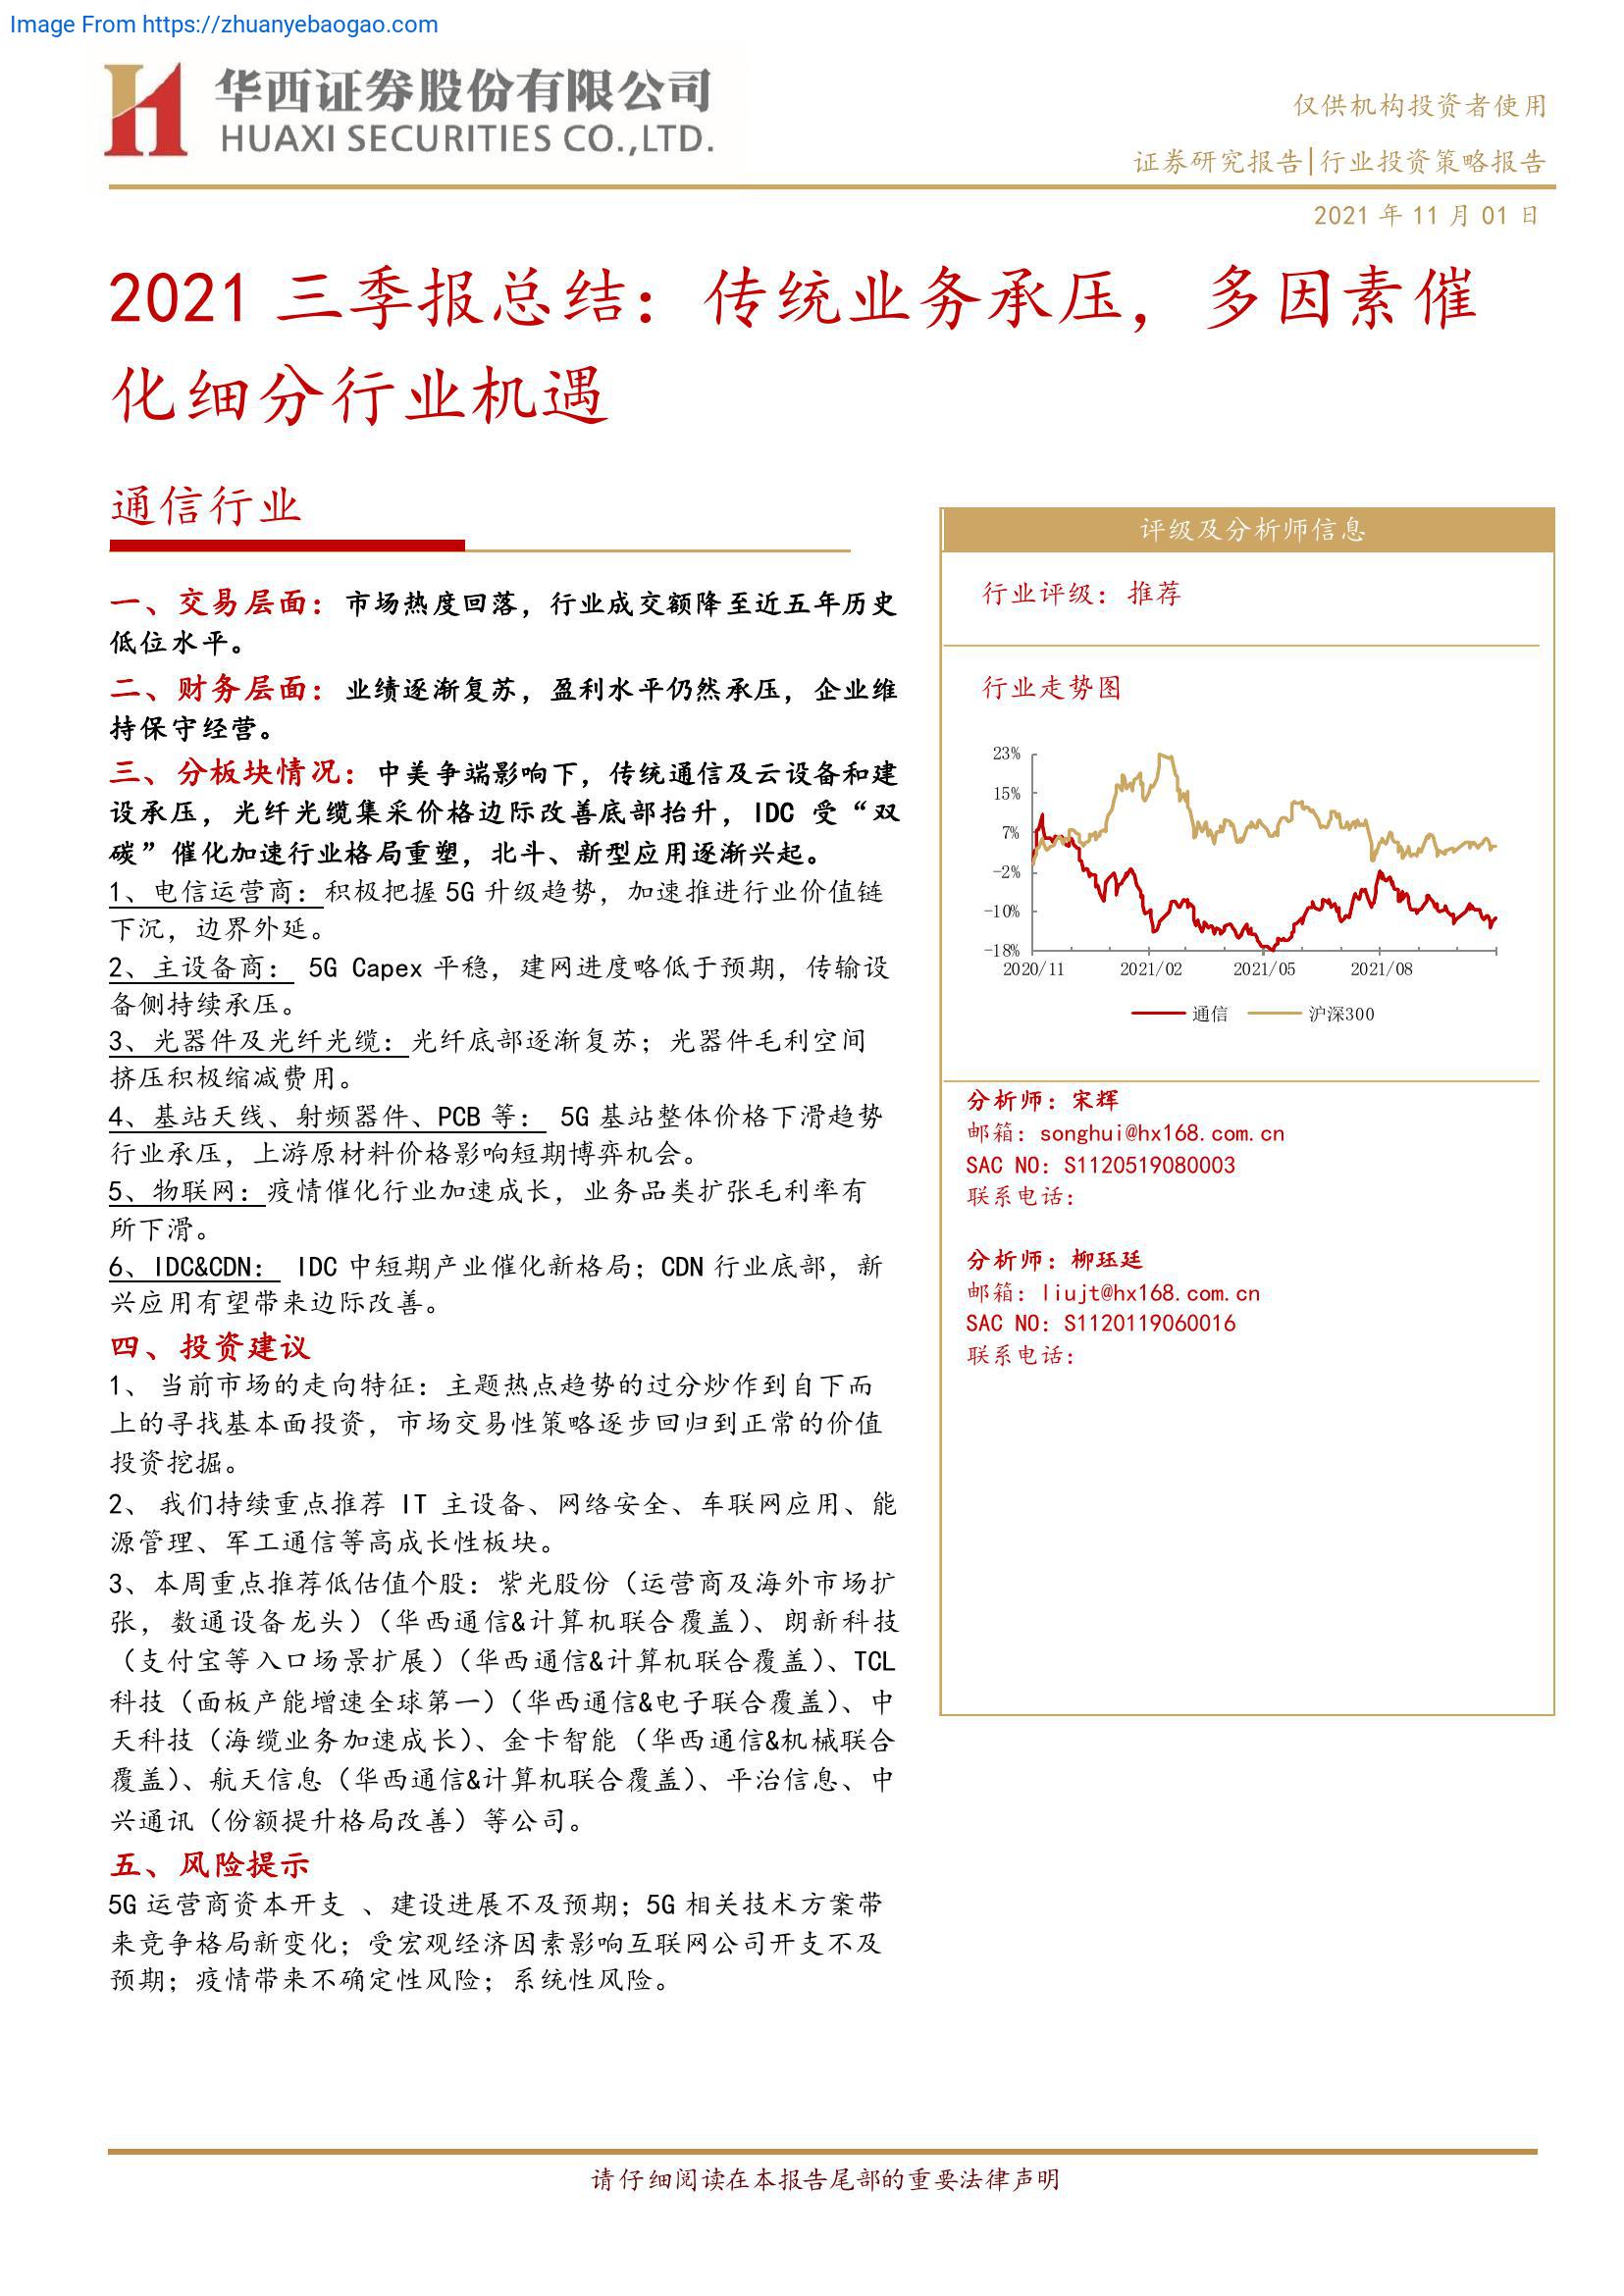 Image From https://zhuanyebaogao.com
华西证券股份有限公司
HUAXI SECURITIES CO.,LTD.
仅供机构投资者使用
证券研究报告|行业投资策略报告
2021 年 11 月 01 日
2021 三季报总结：传统业务承压，多因素催
化细分行业机遇
通信行业
一、交易层面：市场热度回落，行业成交额降至近五年历史
低位水平。
二、财务层面：业绩逐渐复苏，盈利水平仍然承压，企业维
持保守经营。
三、分板块情况：中美争端影响下，传统通信及云设备和建
设承压，光纤光缆集采价格边际改善底部抬升，IDC 受“双
碳”催化加速行业格局重塑，北斗、新型应用逐渐兴起。
1、电信运营商：积极把握 5G 升级趋势，加速推进行业价值链
下沉，边界外延。
2、主设备商： 5G Capex 平稳，建网进度略低于预期，传输设
备侧持续承压。
3、光器件及光纤光缆：光纤底部逐渐复苏；光器件毛利空间
挤压积极缩减费用。
4、基站天线、射频器件、PCB 等： 5G 基站整体价格下滑趋势
行业承压，上游原材料价格影响短期博弈机会。
5、物联网：疫情催化行业加速成长，业务品类扩张毛利率有
所下滑。
6、IDC&CDN： IDC 中短期产业催化新格局；CDN 行业底部，新
兴应用有望带来边际改善。
四、投资建议
1、 当前市场的走向特征：主题热点趋势的过分炒作到自下而
上的寻找基本面投资，市场交易性策略逐步回归到正常的价值
投资挖掘。
2、 我们持续重点推荐 IT 主设备、网络安全、车联网应用、能
源管理、军工通信等高成长性板块。
3、本周重点推荐低估值个股：紫光股份（运营商及海外市场扩
张，数通设备龙头）（华西通信&计算机联合覆盖）、朗新科技
（支付宝等入口场景扩展）（华西通信&计算机联合覆盖）、TCL
科技（面板产能增速全球第一）（华西通信&电子联合覆盖）、中
天科技（海缆业务加速成长）、金卡智能（华西通信&机械联合
覆盖）、航天信息（华西通信&计算机联合覆盖）、平治信息、中
兴通讯（份额提升格局改善）等公司。
五、风险提示
5G 运营商资本开支 、建设进展不及预期；5G 相关技术方案带
来竞争格局新变化；受宏观经济因素影响互联网公司开支不及
预期；疫情带来不确定性风险；系统性风险。
评级及分析师信息
行业评级：推荐
行业走势图
23%
15%
7%
-2%
-10%
-18%
2020/11 2021/02 2021/05 2021/08
通信 沪深300
分析师：宋辉
邮箱：songhui@hx168.com.cn
SAC NO：S1120519080003
联系电话：
分析师：柳珏廷
邮箱：liujt@hx168.com.cn
SAC NO：S1120119060016
联系电话：
请仔细阅读在本报告尾部的重要法律声明